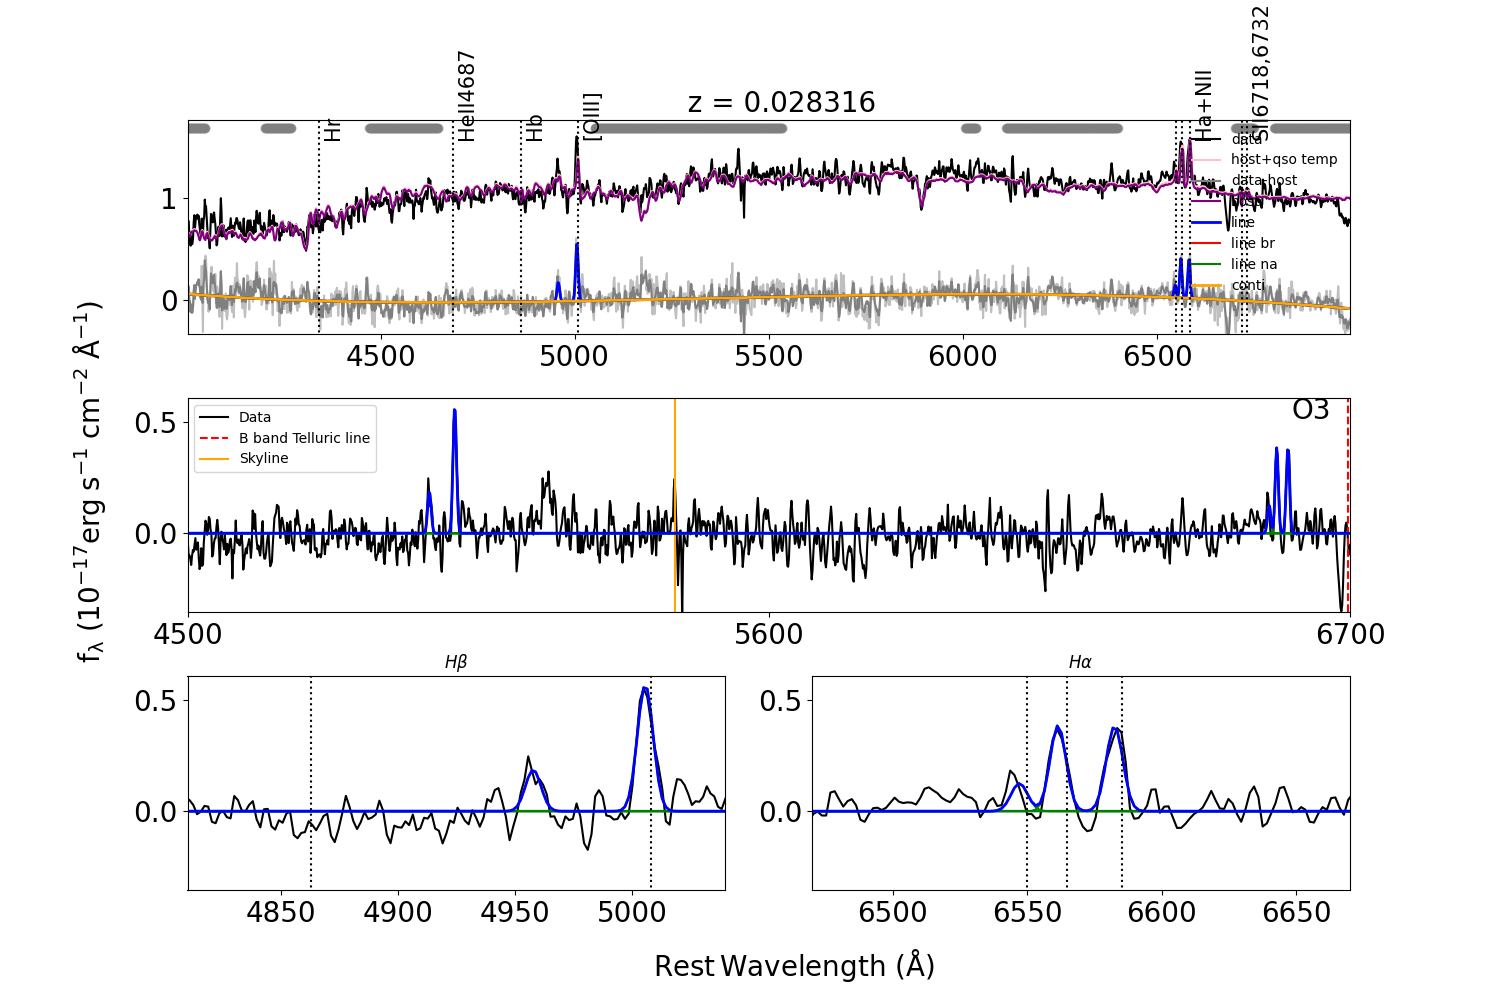 z = 0.028316
Hr
HeII4687
Hb
[OIII]
Ha+NII
SII6718,6732
data
host+qso temp
data-host
host
line
line br
line na
conti
1
0
4500 5000 5500 6000 6500
f_λ (10^{−17} erg s^{−1} cm^{−2} Å^{−1})
O3
Data
B band Telluric line
Skyline
0.5
0.0
4500 5600 6700
Hβ
0.5
0.0
4850 4900 4950 5000
Hα
0.5
0.0
6500 6550 6600 6650
Rest Wavelength (Å)